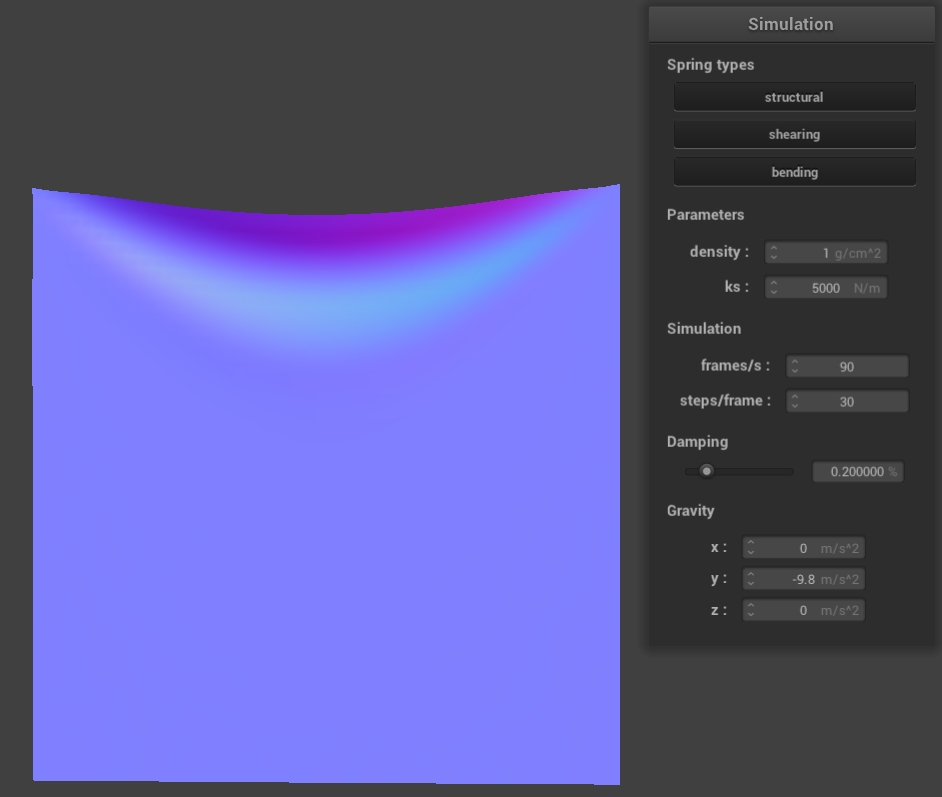 Simulation
Spring types
structural
shearing
bending
Parameters
density : 1 g/cm^2
ks : 5000 N/m
Simulation
frames/s : 90
steps/frame : 30
Damping
0.200000 %
Gravity
x : 0 m/s^2
y : -9.8 m/s^2
z : 0 m/s^2